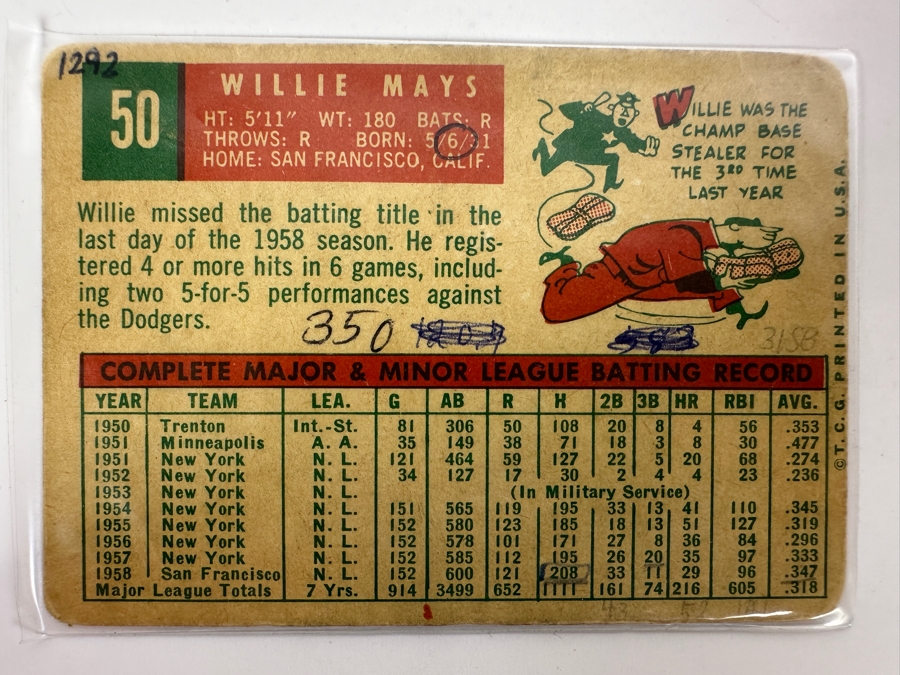 1292
50
WILLIE MAYS
HT: 5'11" WT: 180 BATS: R
THROWS: R BORN: 5/6/31
HOME: SAN FRANCISCO, CALIF.
Willie missed the batting title in the
last day of the 1958 season. He regis-
tered 4 or more hits in 6 games, includ-
ing two 5-for-5 performances against
the Dodgers.
WILLIE WAS THE
CHAMP BASE
STEALER FOR
THE 3RD TIME
LAST YEAR
350
3158
©T.C.G. PRINTED IN U.S.A.
COMPLETE MAJOR & MINOR LEAGUE BATTING RECORD
YEAR TEAM LEA. G AB R H 2B 3B HR RBI AVG.
1950 Trenton Int.-St. 81 306 50 108 20 8 4 56 .353
1951 Minneapolis A. A. 35 149 38 71 18 3 8 30 .477
1951 New York N. L. 121 464 59 127 22 5 20 68 .274
1952 New York N. L. 34 127 17 30 2 4 4 23 .236
1953 New York N. L. (In Military Service)
1954 New York N. L. 151 565 119 195 33 13 41 110 .345
1955 New York N. L. 152 580 123 185 18 13 51 127 .319
1956 New York N. L. 152 578 101 171 27 8 36 84 .296
1957 New York N. L. 152 585 112 195 26 20 35 97 .333
1958 San Francisco N. L. 152 600 121 208 33 11 29 96 .347
Major League Totals 7 Yrs. 914 3499 652 1111 161 74 216 605 .318